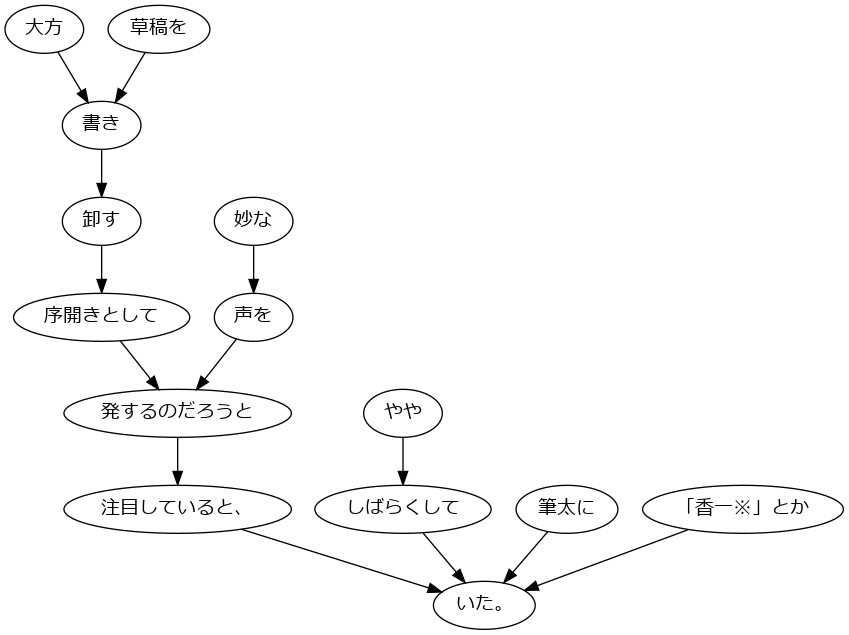 大方
草稿を
書き
卸す
妙な
序開きとして
声を
発するのだろうと
やや
注目していると、
しばらくして
筆太に
「香一※」とか
いた。